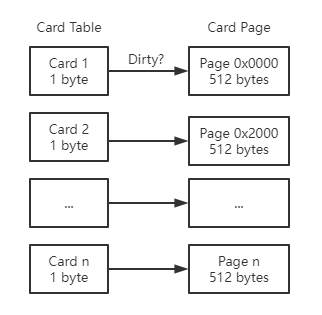 Card Table
Card Page
Card 1
1 byte
Dirty?
Page 0x0000
512 bytes
Card 2
1 byte
Page 0x2000
512 bytes
...
...
Card n
1 byte
Page n
512 bytes